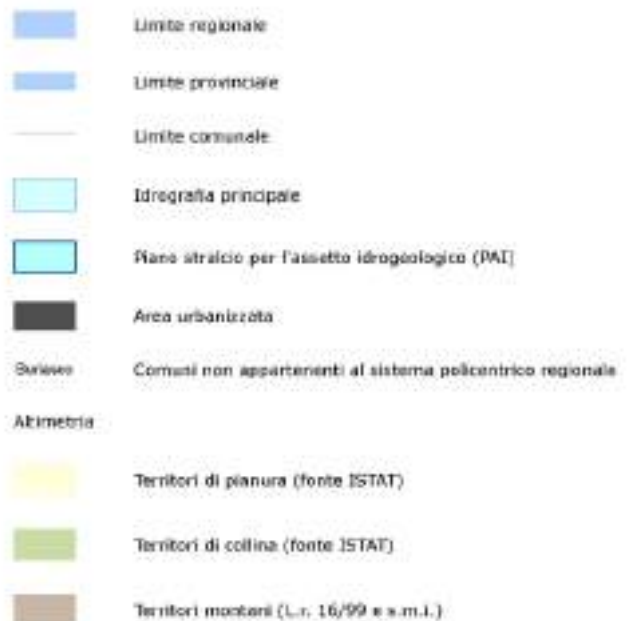 Limite regionale
Limite provinciale
Limite comunale
Idrografia principale
Piano stralcio per l'assetto idrogeologico (PAI)
Area urbanizzata
Buriasco Comuni non appartenenti al sistema policentrico regionale
Altimetria
Territori di pianura (fonte ISTAT)
Territori di collina (fonte ISTAT)
Territori montani (L.r. 16/99 e s.m.i.)